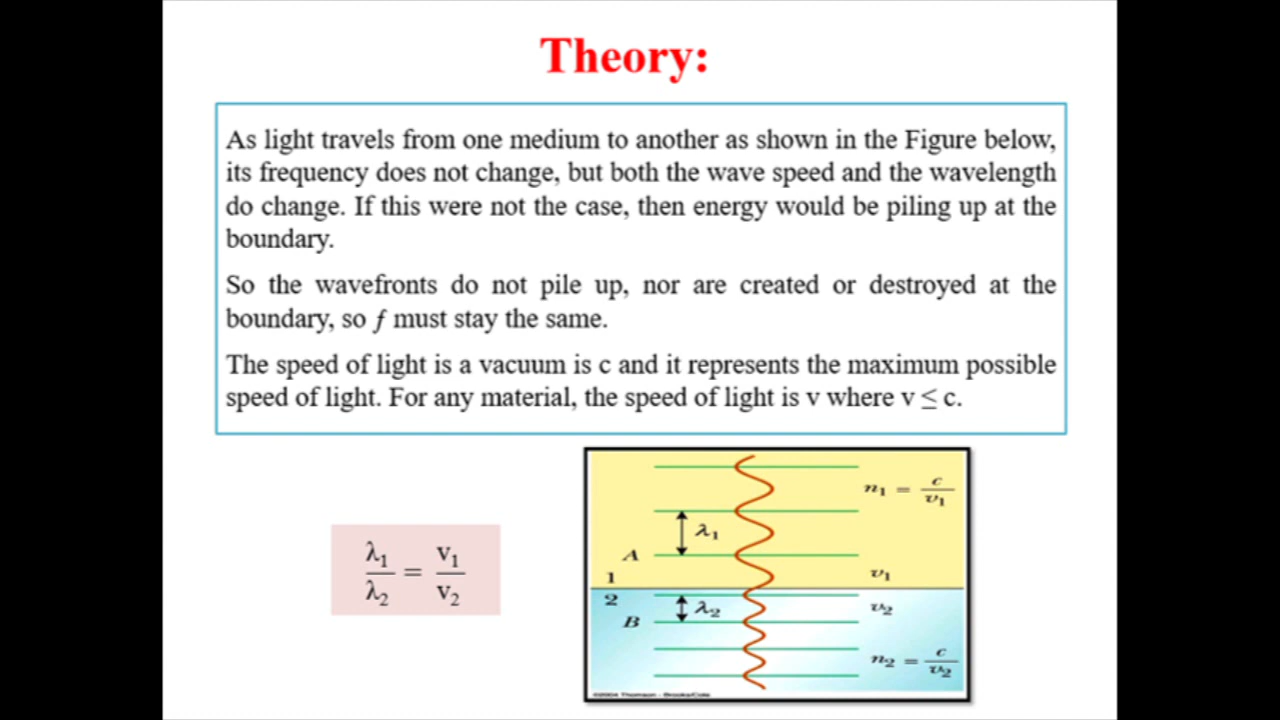 Theory:
As light travels from one medium to another as shown in the Figure below,
its frequency does not change, but both the wave speed and the wavelength
do change. If this were not the case, then energy would be piling up at the
boundary.
So the wavefronts do not pile up, nor are created or destroyed at the
boundary, so ƒ must stay the same.
The speed of light is a vacuum is c and it represents the maximum possible
speed of light. For any material, the speed of light is v where v ≤ c.
λ₁/λ₂ = v₁/v₂
n₁ = c/v₁
λ₁
A
1
v₁
2
λ₂
v₂
B
n₂ = c/v₂
©2004 Thomson - Brooks/Cole